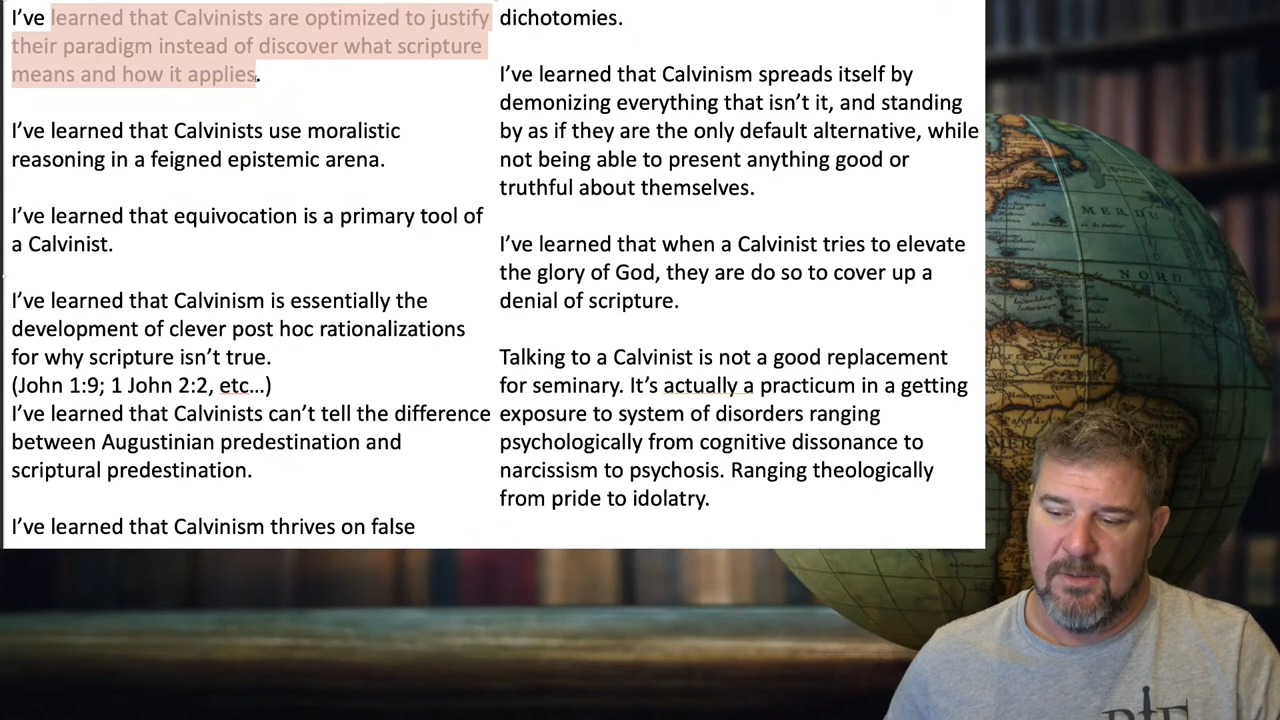 I've learned that Calvinists are optimized to justify
their paradigm instead of discover what scripture
means and how it applies.
I've learned that Calvinists use moralistic
reasoning in a feigned epistemic arena.
I've learned that equivocation is a primary tool of
a Calvinist.
I've learned that Calvinism is essentially the
development of clever post hoc rationalizations
for why scripture isn't true.
(John 1:9; 1 John 2:2, etc...)
I've learned that Calvinists can't tell the difference
between Augustinian predestination and
scriptural predestination.
I've learned that Calvinism thrives on false
dichotomies.
I've learned that Calvinism spreads itself by
demonizing everything that isn't it, and standing
by as if they are the only default alternative, while
not being able to present anything good or
truthful about themselves.
I've learned that when a Calvinist tries to elevate
the glory of God, they are do so to cover up a
denial of scripture.
Talking to a Calvinist is not a good replacement
for seminary. It's actually a practicum in a getting
exposure to system of disorders ranging
psychologically from cognitive dissonance to
narcissism to psychosis. Ranging theologically
from pride to idolatry.
MER DU
NORD